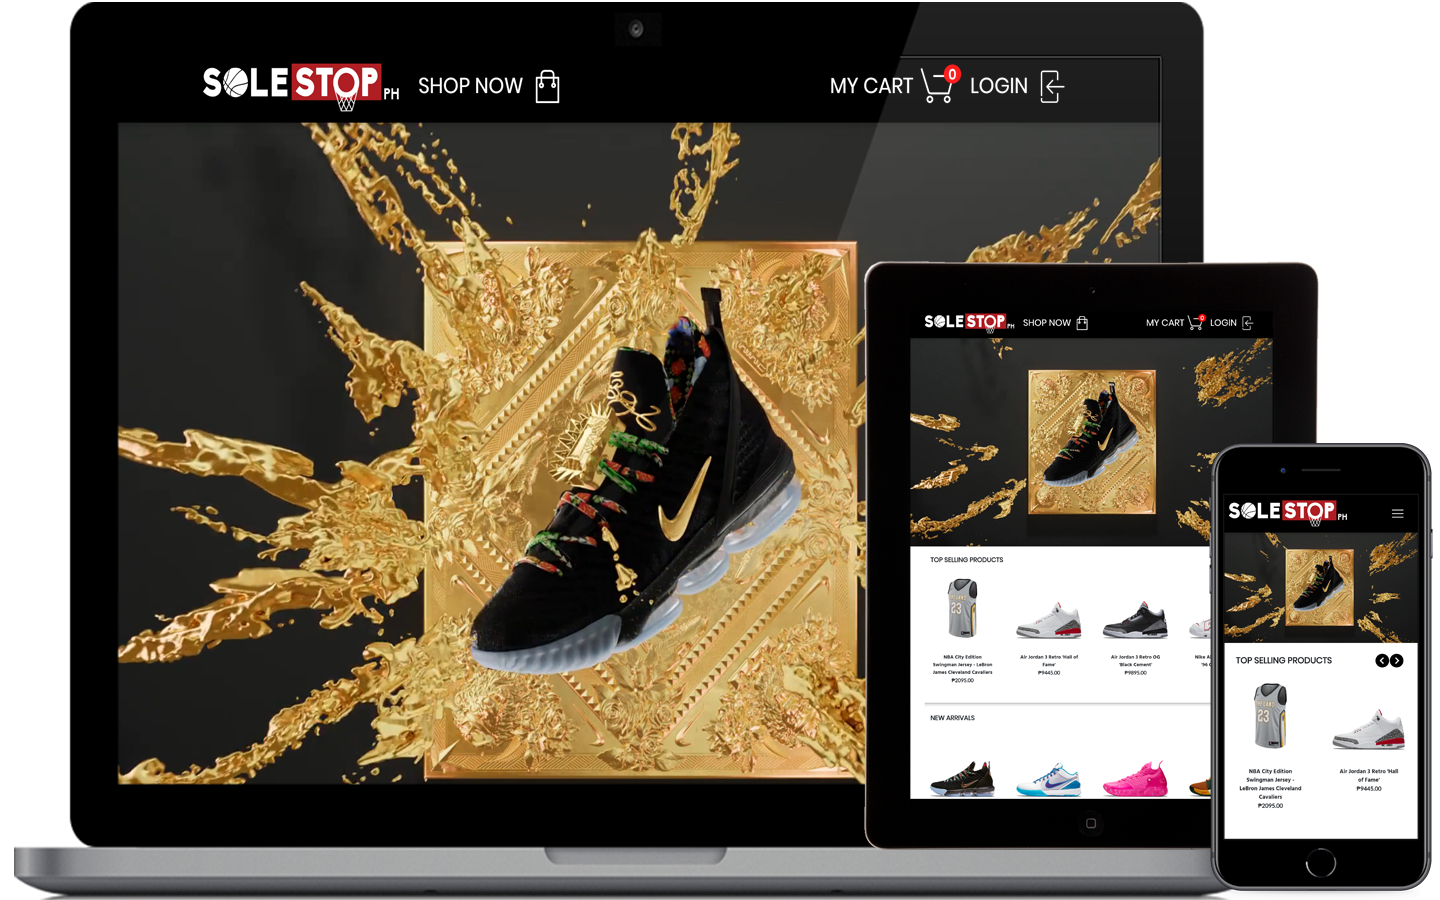 SOLE STOP PH
SHOP NOW
MY CART 0
LOGIN
SOLE STOP PH
SHOP NOW
MY CART 0
LOGIN
TOP SELLING PRODUCTS
23
NBA City Edition
Swingman Jersey - LeBron
James Cleveland Cavaliers
₱2095.00
Air Jordan 3 Retro 'Hall of
Fame'
₱9445.00
Air Jordan 3 Retro OG
'Black Cement'
₱9895.00
NEW ARRIVALS
SOLE STOP PH
TOP SELLING PRODUCTS
23
NBA City Edition
Swingman Jersey -
LeBron James Cleveland
Cavaliers
₱2095.00
Air Jordan 3 Retro 'Hall
of Fame'
₱9445.00